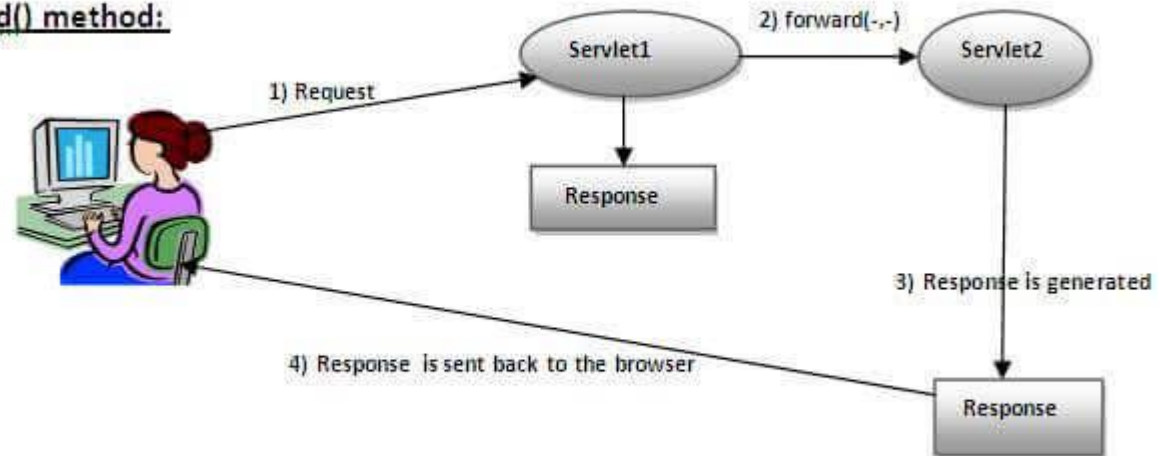 d() method:
2) forward(-,-)
Servlet1
Servlet2
1) Request
Response
3) Response is generated
4) Response is sent back to the browser
Response